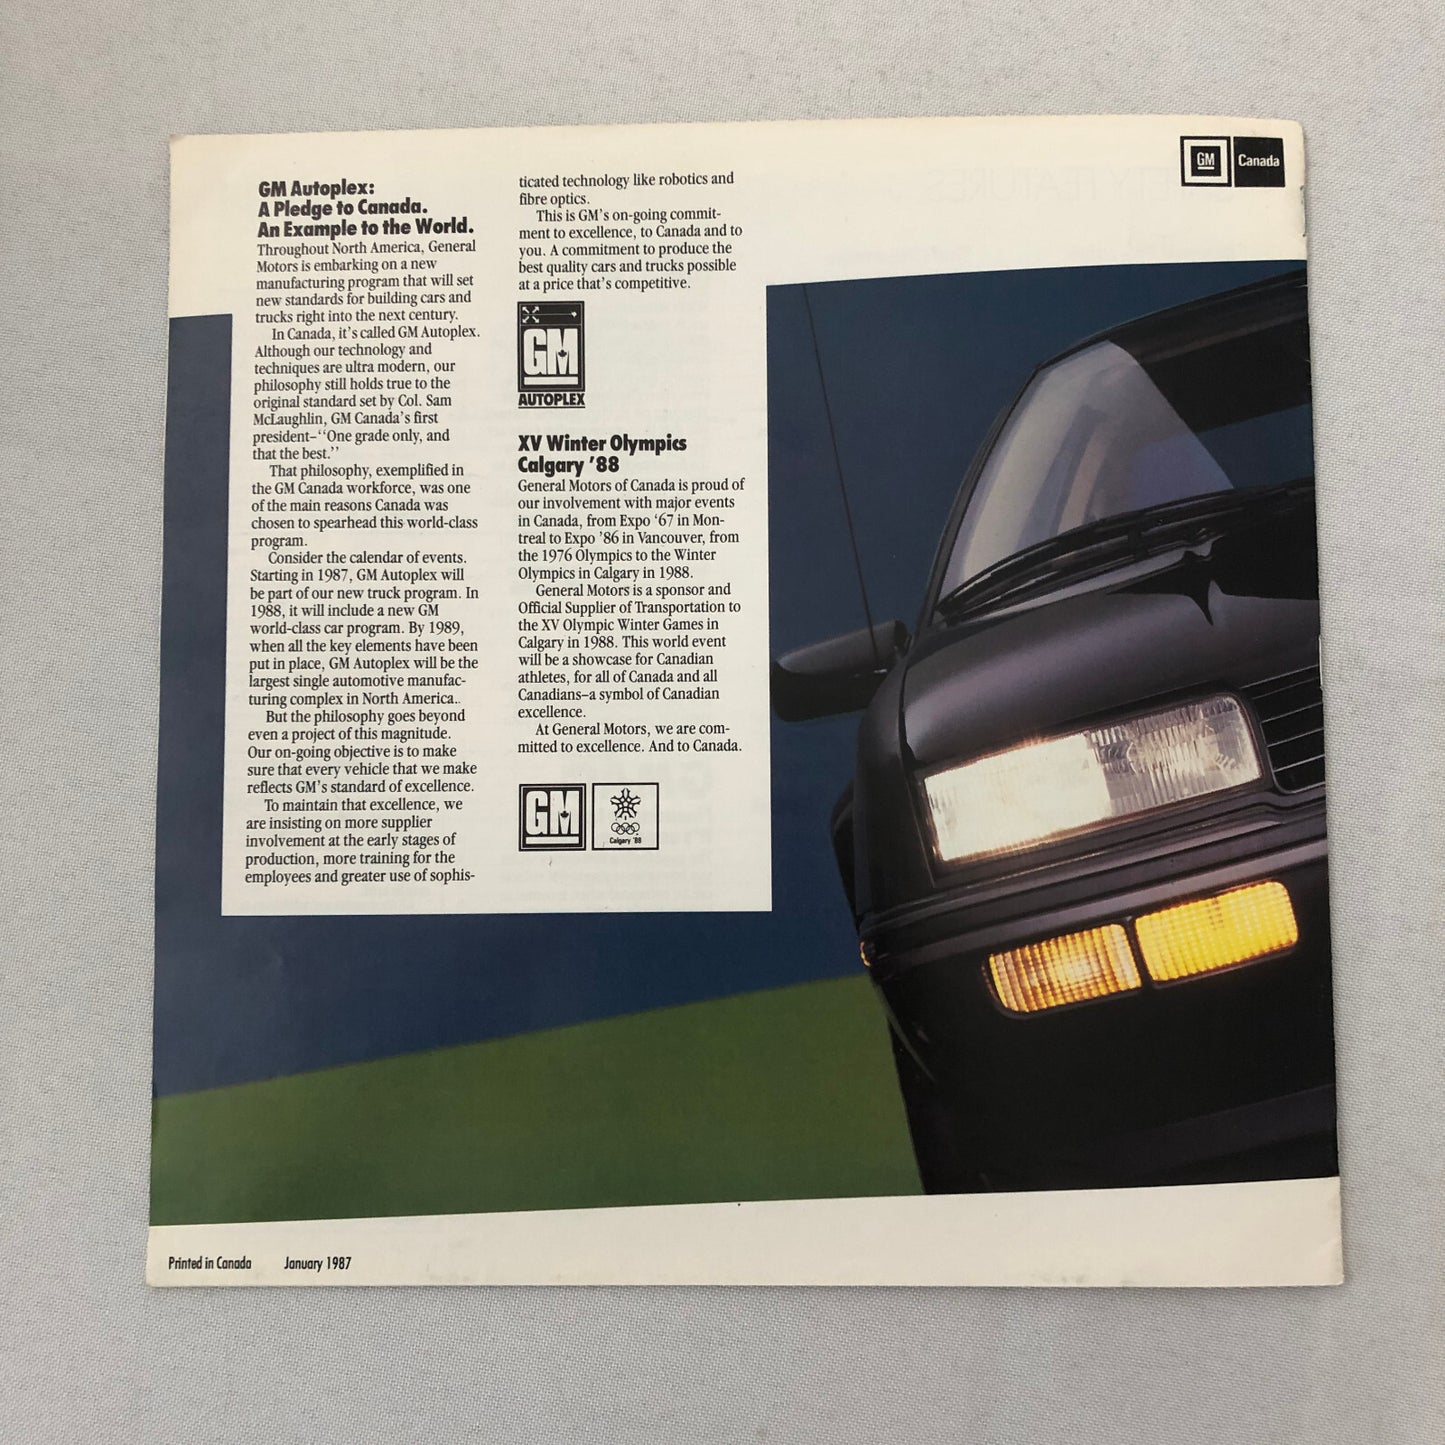 GM Canada
GM Autoplex:
A Pledge to Canada.
An Example to the World.
Throughout North America, General
Motors is embarking on a new
manufacturing program that will set
new standards for building cars and
trucks right into the next century.
In Canada, it's called GM Autoplex.
Although our technology and
techniques are ultra modern, our
philosophy still holds true to the
original standard set by Col. Sam
McLaughlin, GM Canada's first
president–‘‘One grade only, and
that the best.’’
That philosophy, exemplified in
the GM Canada workforce, was one
of the main reasons Canada was
chosen to spearhead this world-class
program.
Consider the calendar of events.
Starting in 1987, GM Autoplex will
be part of our new truck program. In
1988, it will include a new GM
world-class car program. By 1989,
when all the key elements have been
put in place, GM Autoplex will be the
largest single automotive manufac-
turing complex in North America..
But the philosophy goes beyond
even a project of this magnitude.
Our on-going objective is to make
sure that every vehicle that we make
reflects GM's standard of excellence.
To maintain that excellence, we
are insisting on more supplier
involvement at the early stages of
production, more training for the
employees and greater use of sophis-
ticated technology like robotics and
fibre optics.
This is GM's on-going commit-
ment to excellence, to Canada and to
you. A commitment to produce the
best quality cars and trucks possible
at a price that's competitive.
GM
AUTOPLEX
XV Winter Olympics
Calgary '88
General Motors of Canada is proud of
our involvement with major events
in Canada, from Expo ‘67 in Mon-
treal to Expo ’86 in Vancouver, from
the 1976 Olympics to the Winter
Olympics in Calgary in 1988.
General Motors is a sponsor and
Official Supplier of Transportation to
the XV Olympic Winter Games in
Calgary in 1988. This world event
will be a showcase for Canadian
athletes, for all of Canada and all
Canadians–a symbol of Canadian
excellence.
At General Motors, we are com-
mitted to excellence. And to Canada.
GM
Calgary '88
Printed in Canada January 1987